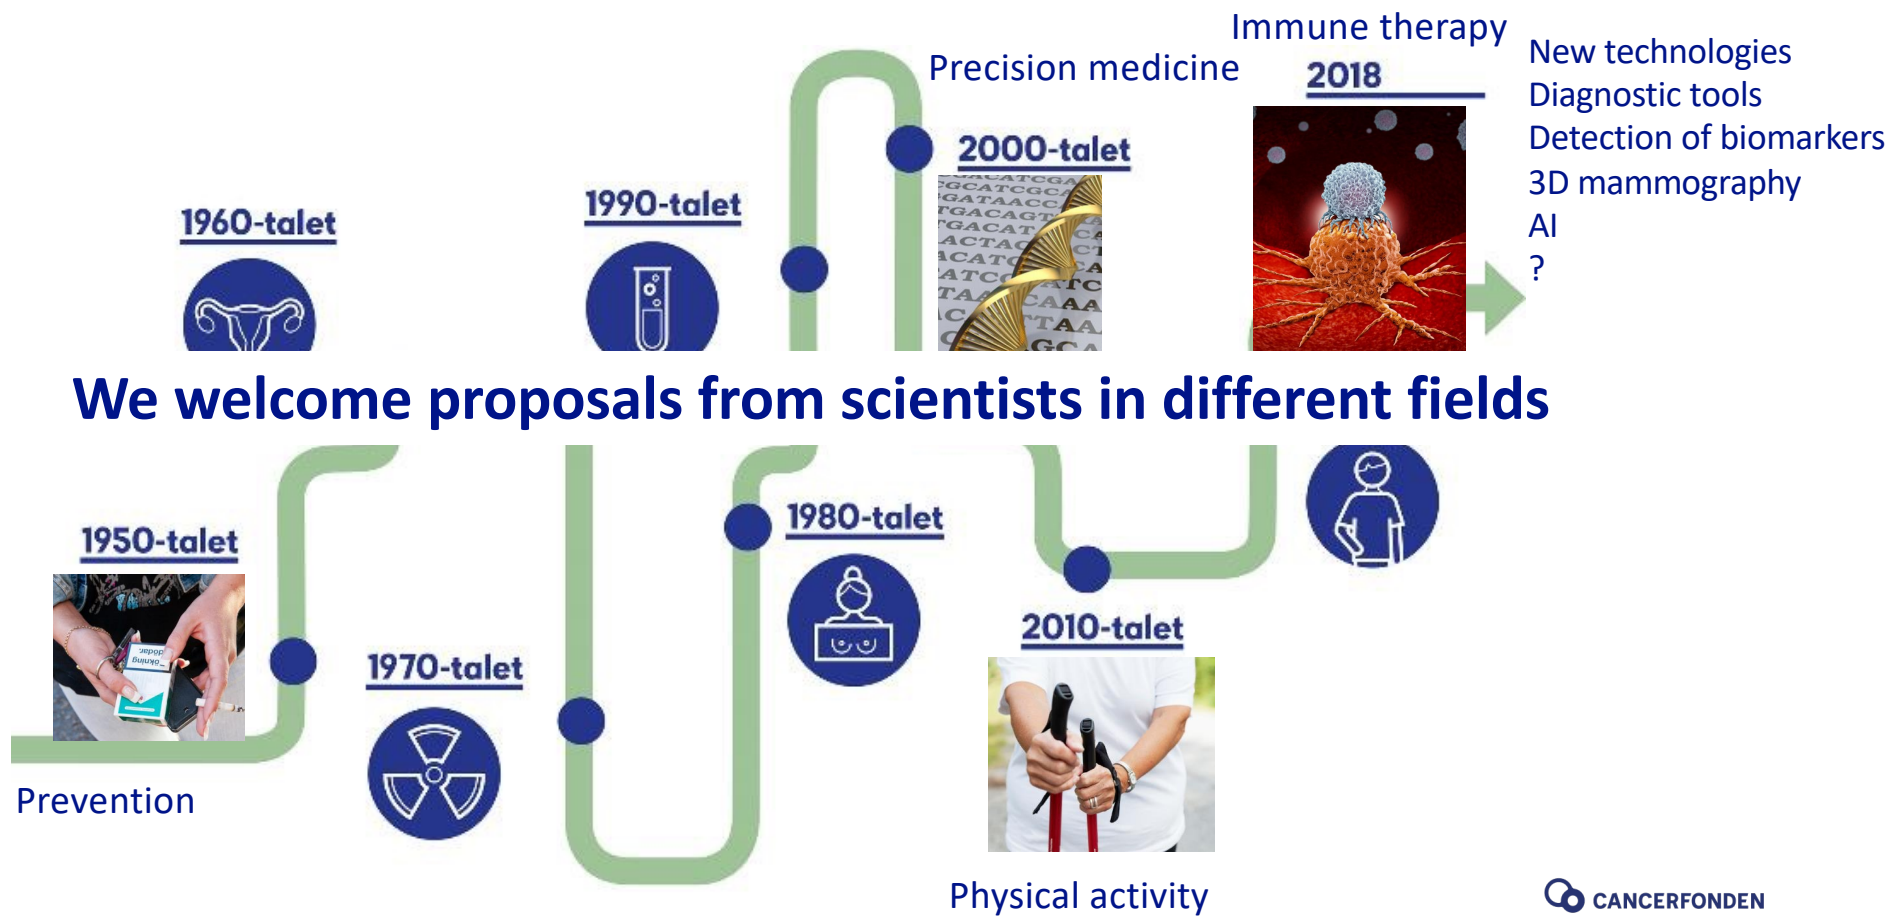 Immune therapy
Precision medicine
2018
New technologies
Diagnostic tools
Detection of biomarkers
3D mammography
AI
?
2000-talet
1990-talet
1960-talet
We welcome proposals from scientists in different fields
1950-talet
1980-talet
1970-talet
2010-talet
Prevention
Physical activity
CANCERFONDEN